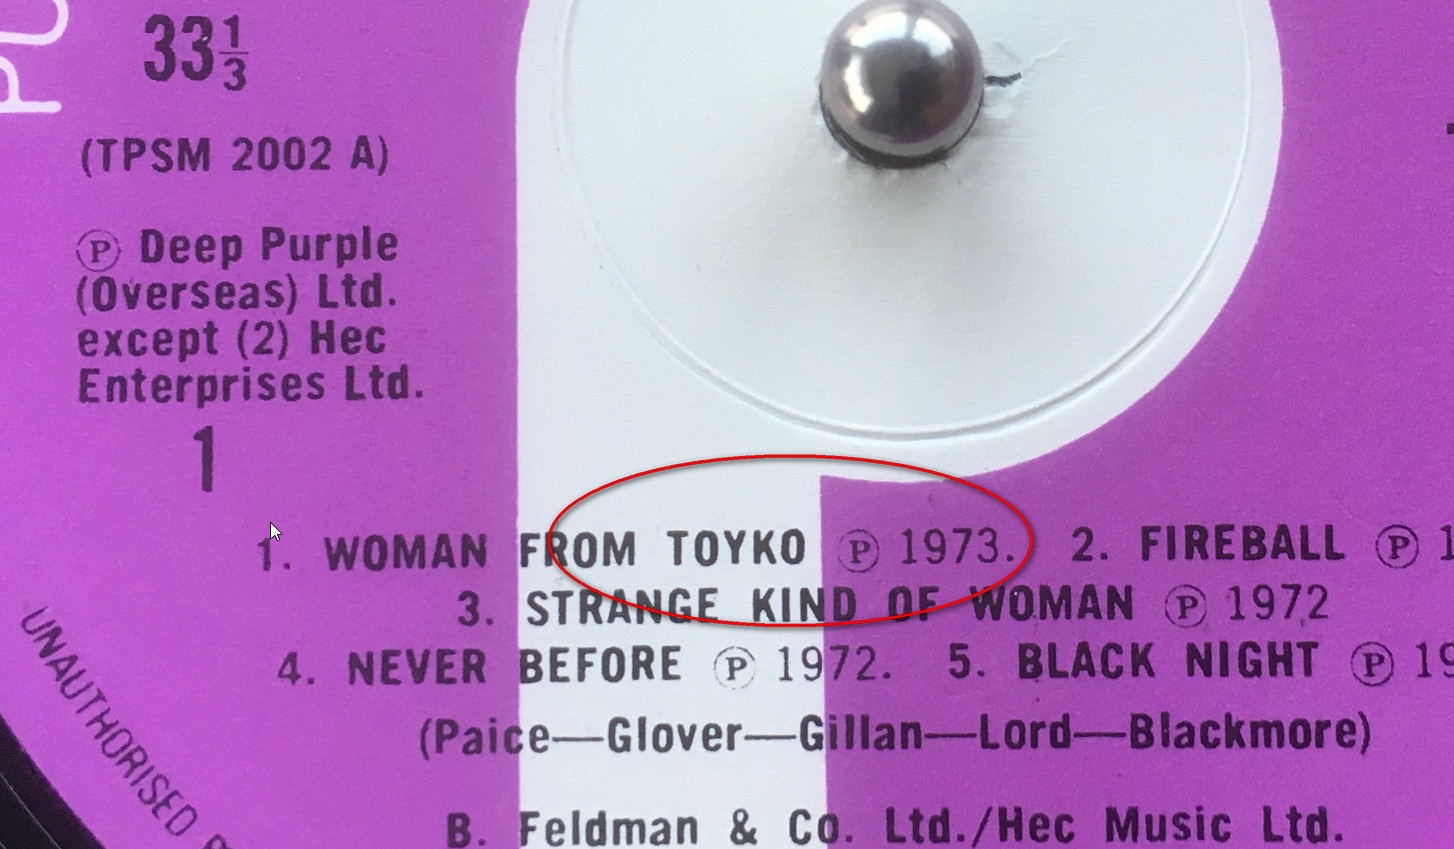 33⅓
(TPSM 2002 A)
Ⓟ Deep Purple
(Overseas) Ltd.
except (2) Hec
Enterprises Ltd.
1
1. WOMAN FROM TOYKO Ⓟ 1973. 2. FIREBALL Ⓟ
3. STRANGE KIND OF WOMAN Ⓟ 1972
4. NEVER BEFORE Ⓟ 1972. 5. BLACK NIGHT Ⓟ
(Paice—Glover—Gillan—Lord—Blackmore)
B. Feldman & Co. Ltd./Hec Music Ltd.
UNAUTHORISED